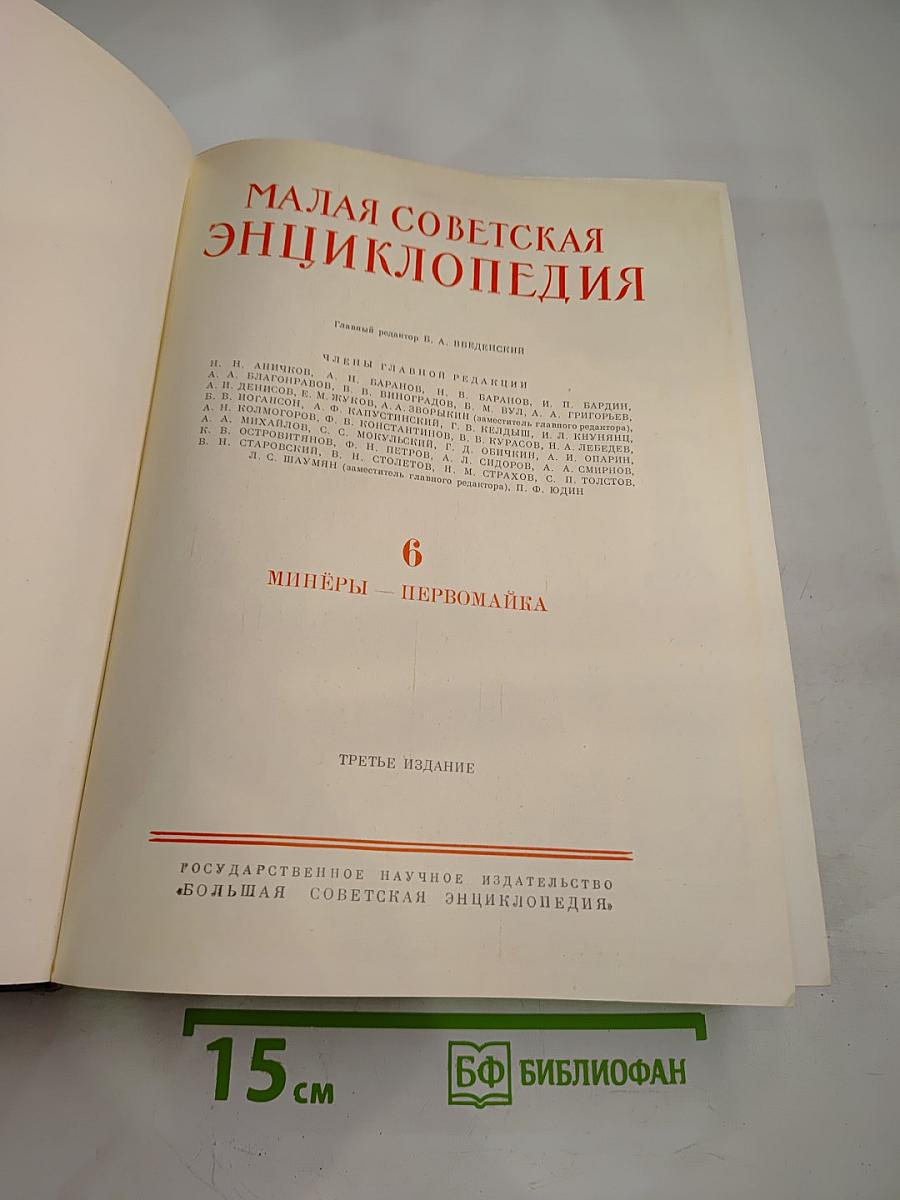 МАЛАЯ СОВЕТСКАЯ
ЭНЦИКЛОПЕДИЯ
Главный редактор Б. А. ВВЕДЕНСКИЙ
ЧЛЕНЫ ГЛАВНОЙ РЕДАКЦИИ
Н. Н. АНИЧКОВ, А. Н. БАРАНОВ, Н. В. БАРАНОВ, И. П. БАРДИН,
А. А. БЛАГОНРАВОВ, В. В. ВИНОГРАДОВ, Б. М. ВУЛ, А. А. ГРИГОРЬЕВ,
А. И. ДЕНИСОВ, Е. М. ЖУКОВ, А. А. ЗВОРЫКИН (заместитель главного редактора),
Б. В. ИОГАНСОН, А. Ф. КАПУСТИНСКИЙ, Г. В. КЕЛДЫШ, И. Л. КНУНЯНЦ,
А. Н. КОЛМОГОРОВ, Ф. В. КОНСТАНТИНОВ, В. В. КУРАСОВ, Н. А. ЛЕБЕДЕВ,
А. А. МИХАЙЛОВ, С. С. МОКУЛЬСКИЙ, Г. Д. ОБИЧКИН, А. И. ОПАРИН,
К. В. ОСТРОВИТЯНОВ, Ф. Н. ПЕТРОВ, А. Л. СИДОРОВ, А. А. СМИРНОВ,
В. Н. СТАРОВСКИЙ, В. Н. СТОЛЕТОВ, Н. М. СТРАХОВ, С. П. ТОЛСТОВ,
Л. С. ШАУМЯН (заместитель главного редактора), П. Ф. ЮДИН
6
МИНЁРЫ — ПЕРВОМАЙКА
ТРЕТЬЕ ИЗДАНИЕ
ГОСУДАРСТВЕННОЕ НАУЧНОЕ ИЗДАТЕЛЬСТВО
«БОЛЬШАЯ СОВЕТСКАЯ ЭНЦИКЛОПЕДИЯ»
15 см
БФ БИБЛИОФАН